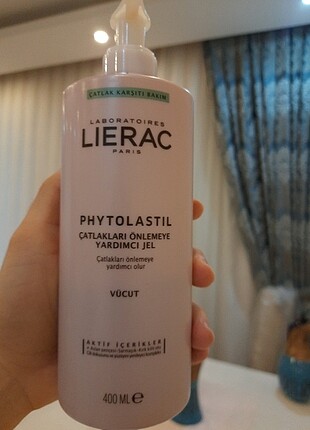 ÇATLAK KARŞITI BAKIM
LABORATOIRES
LIERAC
PARIS
PHYTOLASTIL
ÇATLAKLARI ÖNLEMEYE
YARDIMCI JEL
Çatlakları önlemeye
yardımcı olur
VÜCUT
AKTİF İÇERİKLER
400 ML e